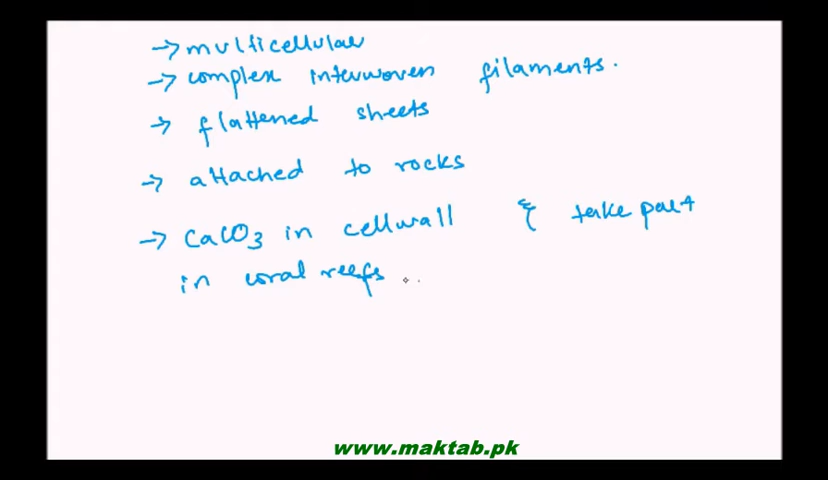 → multicellular
→ complex interwoven filaments.
→ flattened sheets
→ attached to rocks
→ CaCO3 in cellwall & take part
in coral reefs
www.maktab.pk